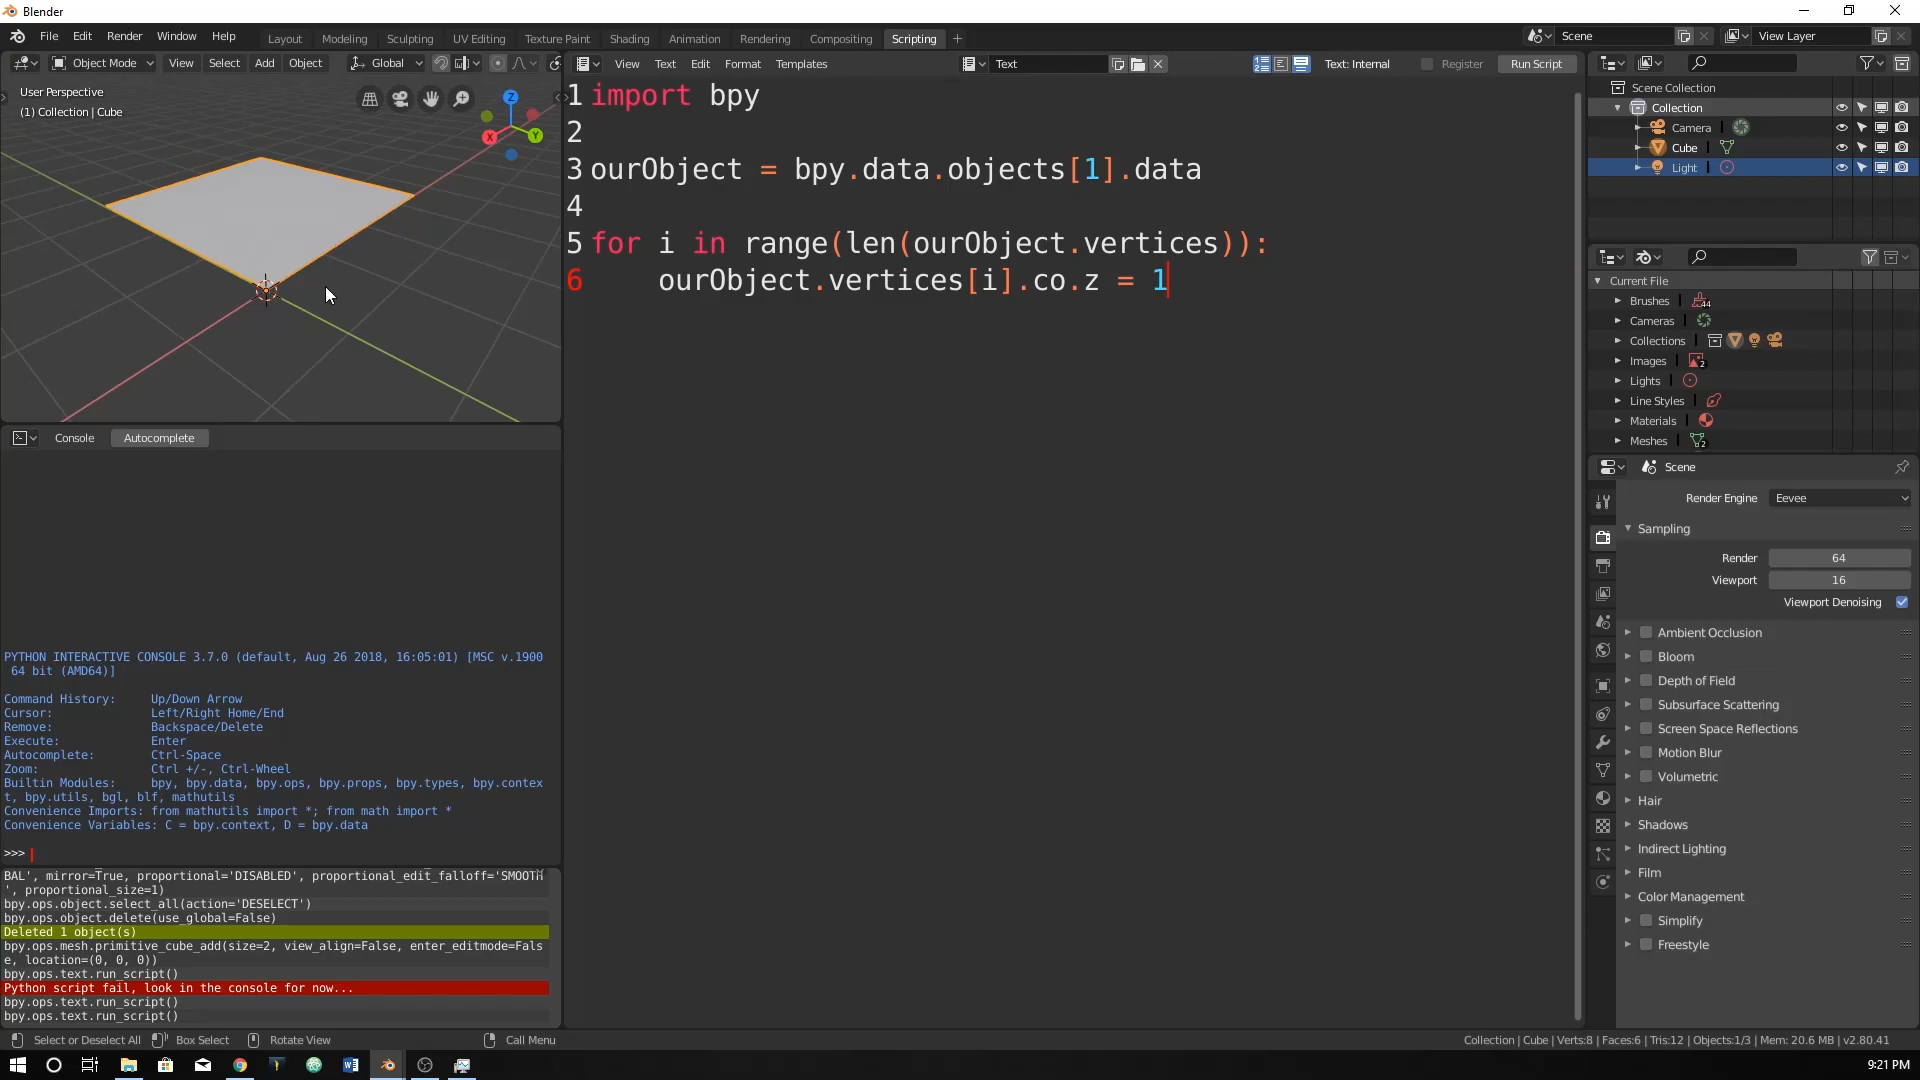 Blender
File Edit Render Window Help Layout Modeling Sculpting UV Editing Texture Paint Shading Animation Rendering Compositing Scripting + Scene View Layer
Object Mode View Select Add Object Global
View Text Edit Format Templates Text Text: Internal Register Run Script
User Perspective
(1) Collection | Cube
Z
X
Y
1 import bpy
2
3 ourObject = bpy.data.objects[1].data
4
5 for i in range(len(ourObject.vertices)):
6 ourObject.vertices[i].co.z = 1
Console Autocomplete
PYTHON INTERACTIVE CONSOLE 3.7.0 (default, Aug 26 2018, 16:05:01) [MSC v.1900
64 bit (AMD64)]
Command History: Up/Down Arrow
Cursor: Left/Right Home/End
Remove: Backspace/Delete
Execute: Enter
Autocomplete: Ctrl-Space
Zoom: Ctrl +/-, Ctrl-Wheel
Builtin Modules: bpy, bpy.data, bpy.ops, bpy.props, bpy.types, bpy.contex
t, bpy.utils, bgl, blf, mathutils
Convenience Imports: from mathutils import *; from math import *
Convenience Variables: C = bpy.context, D = bpy.data
>>>
BAL', mirror=True, proportional='DISABLED', proportional_edit_falloff='SMOOTH
', proportional_size=1)
bpy.ops.object.select_all(action='DESELECT')
bpy.ops.object.delete(use_global=False)
Deleted 1 object(s)
bpy.ops.mesh.primitive_cube_add(size=2, view_align=False, enter_editmode=Fals
e, location=(0, 0, 0))
bpy.ops.text.run_script()
Python script fail, look in the console for now...
bpy.ops.text.run_script()
bpy.ops.text.run_script()
Scene Collection
Collection
Camera
Cube
Light
Current File
Brushes 44
Cameras
Collections
Images 2
Lights
Line Styles
Materials
Meshes 2
Scene
Render Engine Eevee
Sampling
Render 64
Viewport 16
Viewport Denoising
Ambient Occlusion
Bloom
Depth of Field
Subsurface Scattering
Screen Space Reflections
Motion Blur
Volumetric
Hair
Shadows
Indirect Lighting
Film
Color Management
Simplify
Freestyle
Select or Deselect All Box Select Rotate View Call Menu Collection | Cube | Verts:8 | Faces:6 | Tris:12 | Objects:1/3 | Mem: 20.6 MB | v2.80.41
9:21 PM